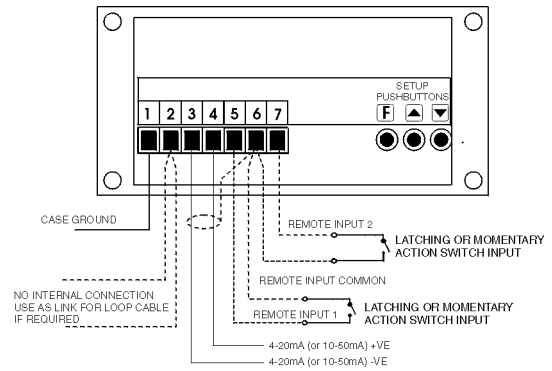 SETUP
PUSHBUTTONS
1 2 3 4 5 6 7
F
CASE GROUND
REMOTE INPUT 2
LATCHING OR MOMENTARY
ACTION SWITCH INPUT
REMOTE INPUT COMMON
NO INTERNAL CONNECTION
USE AS LINK FOR LOOP CABLE
IF REQUIRED
REMOTE INPUT 1
LATCHING OR MOMENTARY
ACTION SWITCH INPUT
4-20mA (or 10-50mA) +VE
4-20mA (or 10-50mA) -VE